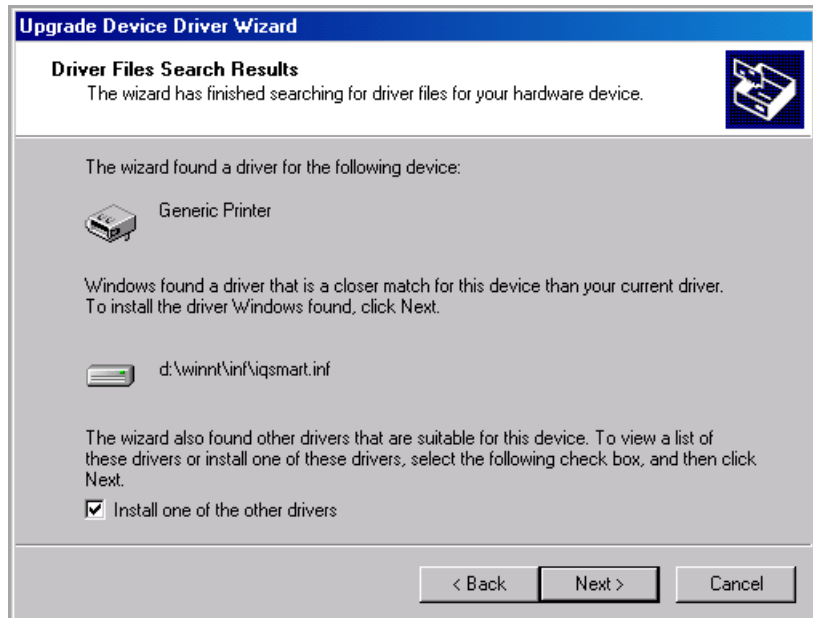 Upgrade Device Driver Wizard
Driver Files Search Results
The wizard has finished searching for driver files for your hardware device.
The wizard found a driver for the following device:
Generic Printer
Windows found a driver that is a closer match for this device than your current driver.
To install the driver Windows found, click Next.
d:\winnt\inf\iqsmart.inf
The wizard also found other drivers that are suitable for this device. To view a list of
these drivers or install one of these drivers, select the following check box, and then click
Next.
Install one of the other drivers
< Back Next > Cancel